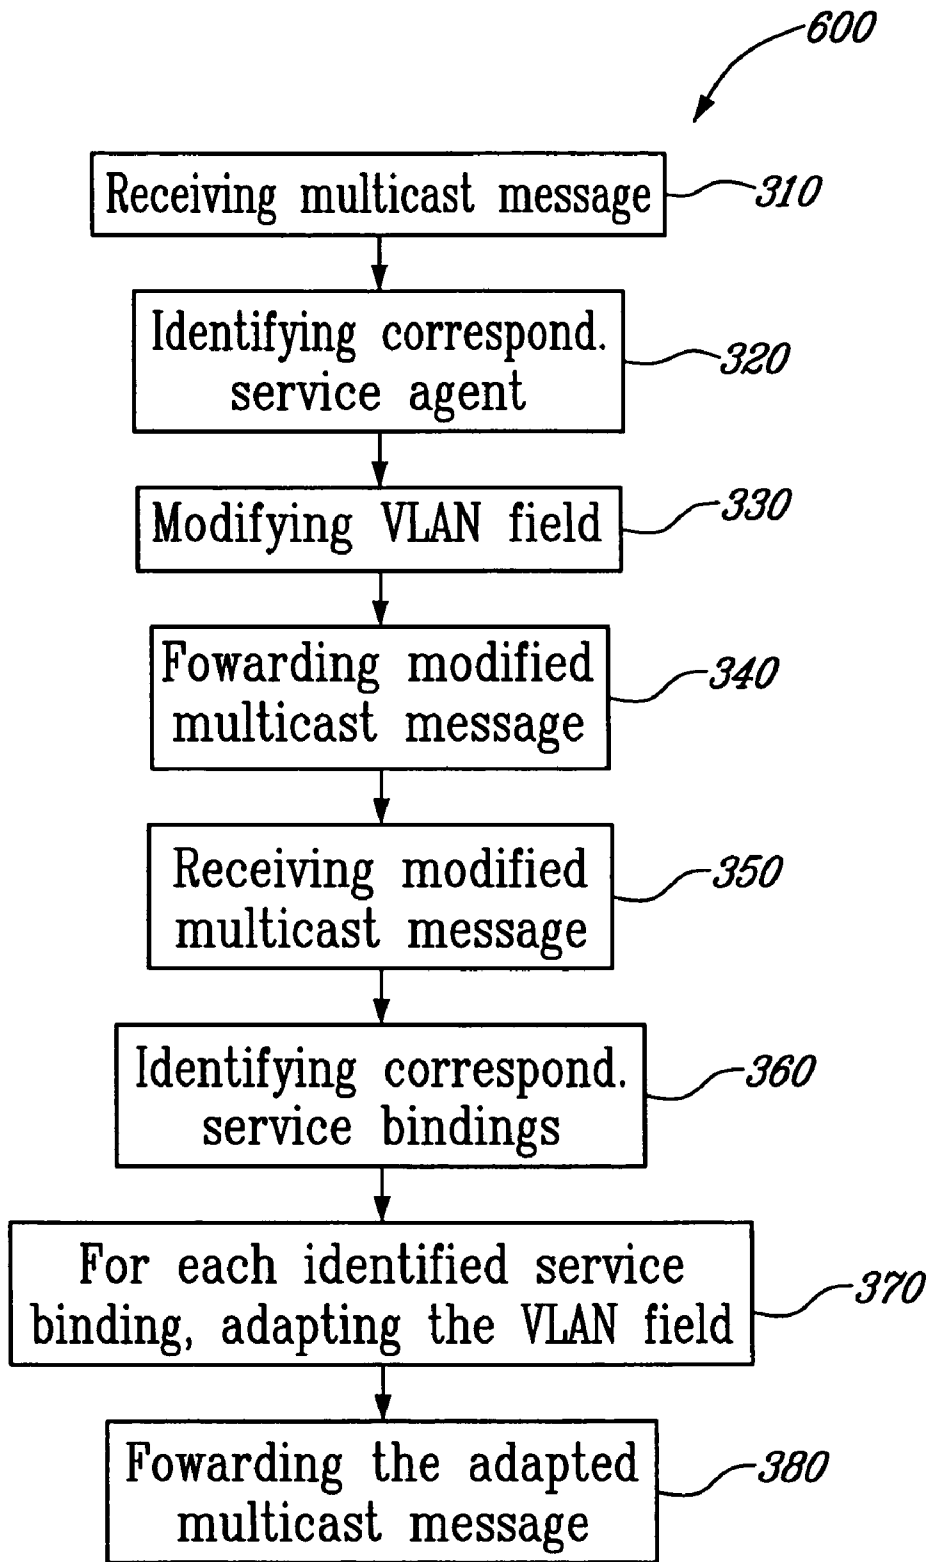 600
Receiving multicast message
310
Identifying correspond.
service agent
320
Modifying VLAN field
330
Fowarding modified
multicast message
340
Receiving modified
multicast message
350
Identifying correspond.
service bindings
360
For each identified service
binding, adapting the VLAN field
370
Fowarding the adapted
multicast message
380